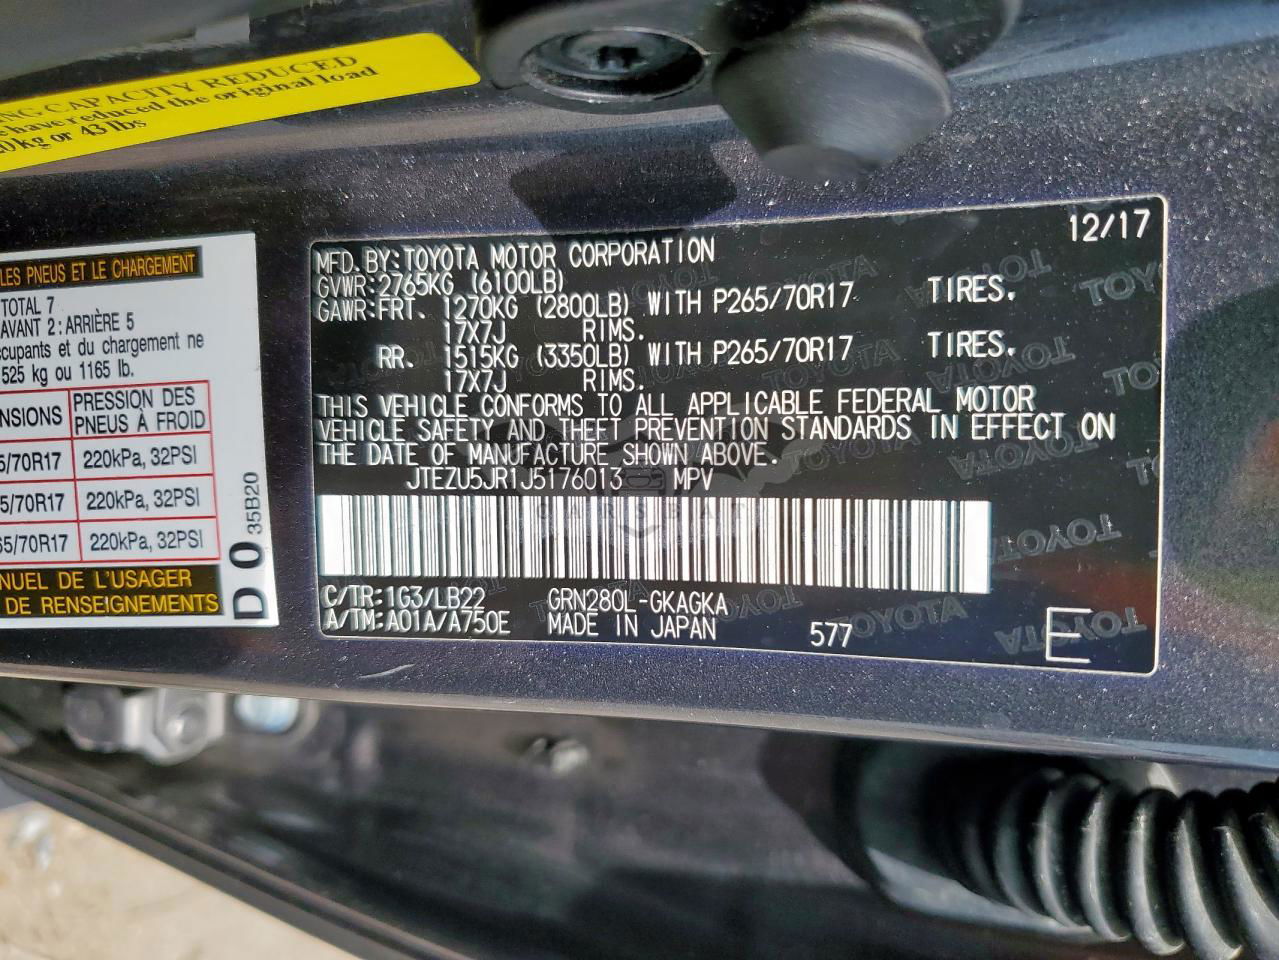 NG CAPACITY REDUCED
have reduced the original load
kg or 43 lbs
LES PNEUS ET LE CHARGEMENT
TOTAL 7
AVANT 2 : ARRIÈRE 5
ccupants et du chargement ne
525 kg ou 1165 lb.
NSIONS PRESSION DES PNEUS À FROID
5/70R17 220kPa, 32PSI
5/70R17 220kPa, 32PSI
65/70R17 220kPa, 32PSI
NUEL DE L'USAGER
DE RENSEIGNEMENTS
D 0 35B20
12/17
MFD. BY: TOYOTA MOTOR CORPORATION
GVWR: 2765KG (6100LB)
GAWR: FRT. 1270KG (2800LB) WITH P265/70R17 TIRES.
17X7J RIMS.
RR. 1515KG (3350LB) WITH P265/70R17 TIRES.
17X7J RIMS.
THIS VEHICLE CONFORMS TO ALL APPLICABLE FEDERAL MOTOR
VEHICLE SAFETY AND THEFT PREVENTION STANDARDS IN EFFECT ON
THE DATE OF MANUFACTURE SHOWN ABOVE.
JTEZU5JR1J5176013 MPV
C/TR: 1G3/LB22 GRN280L-GKAGKA
A/TM: A01A/A750E MADE IN JAPAN 577 E